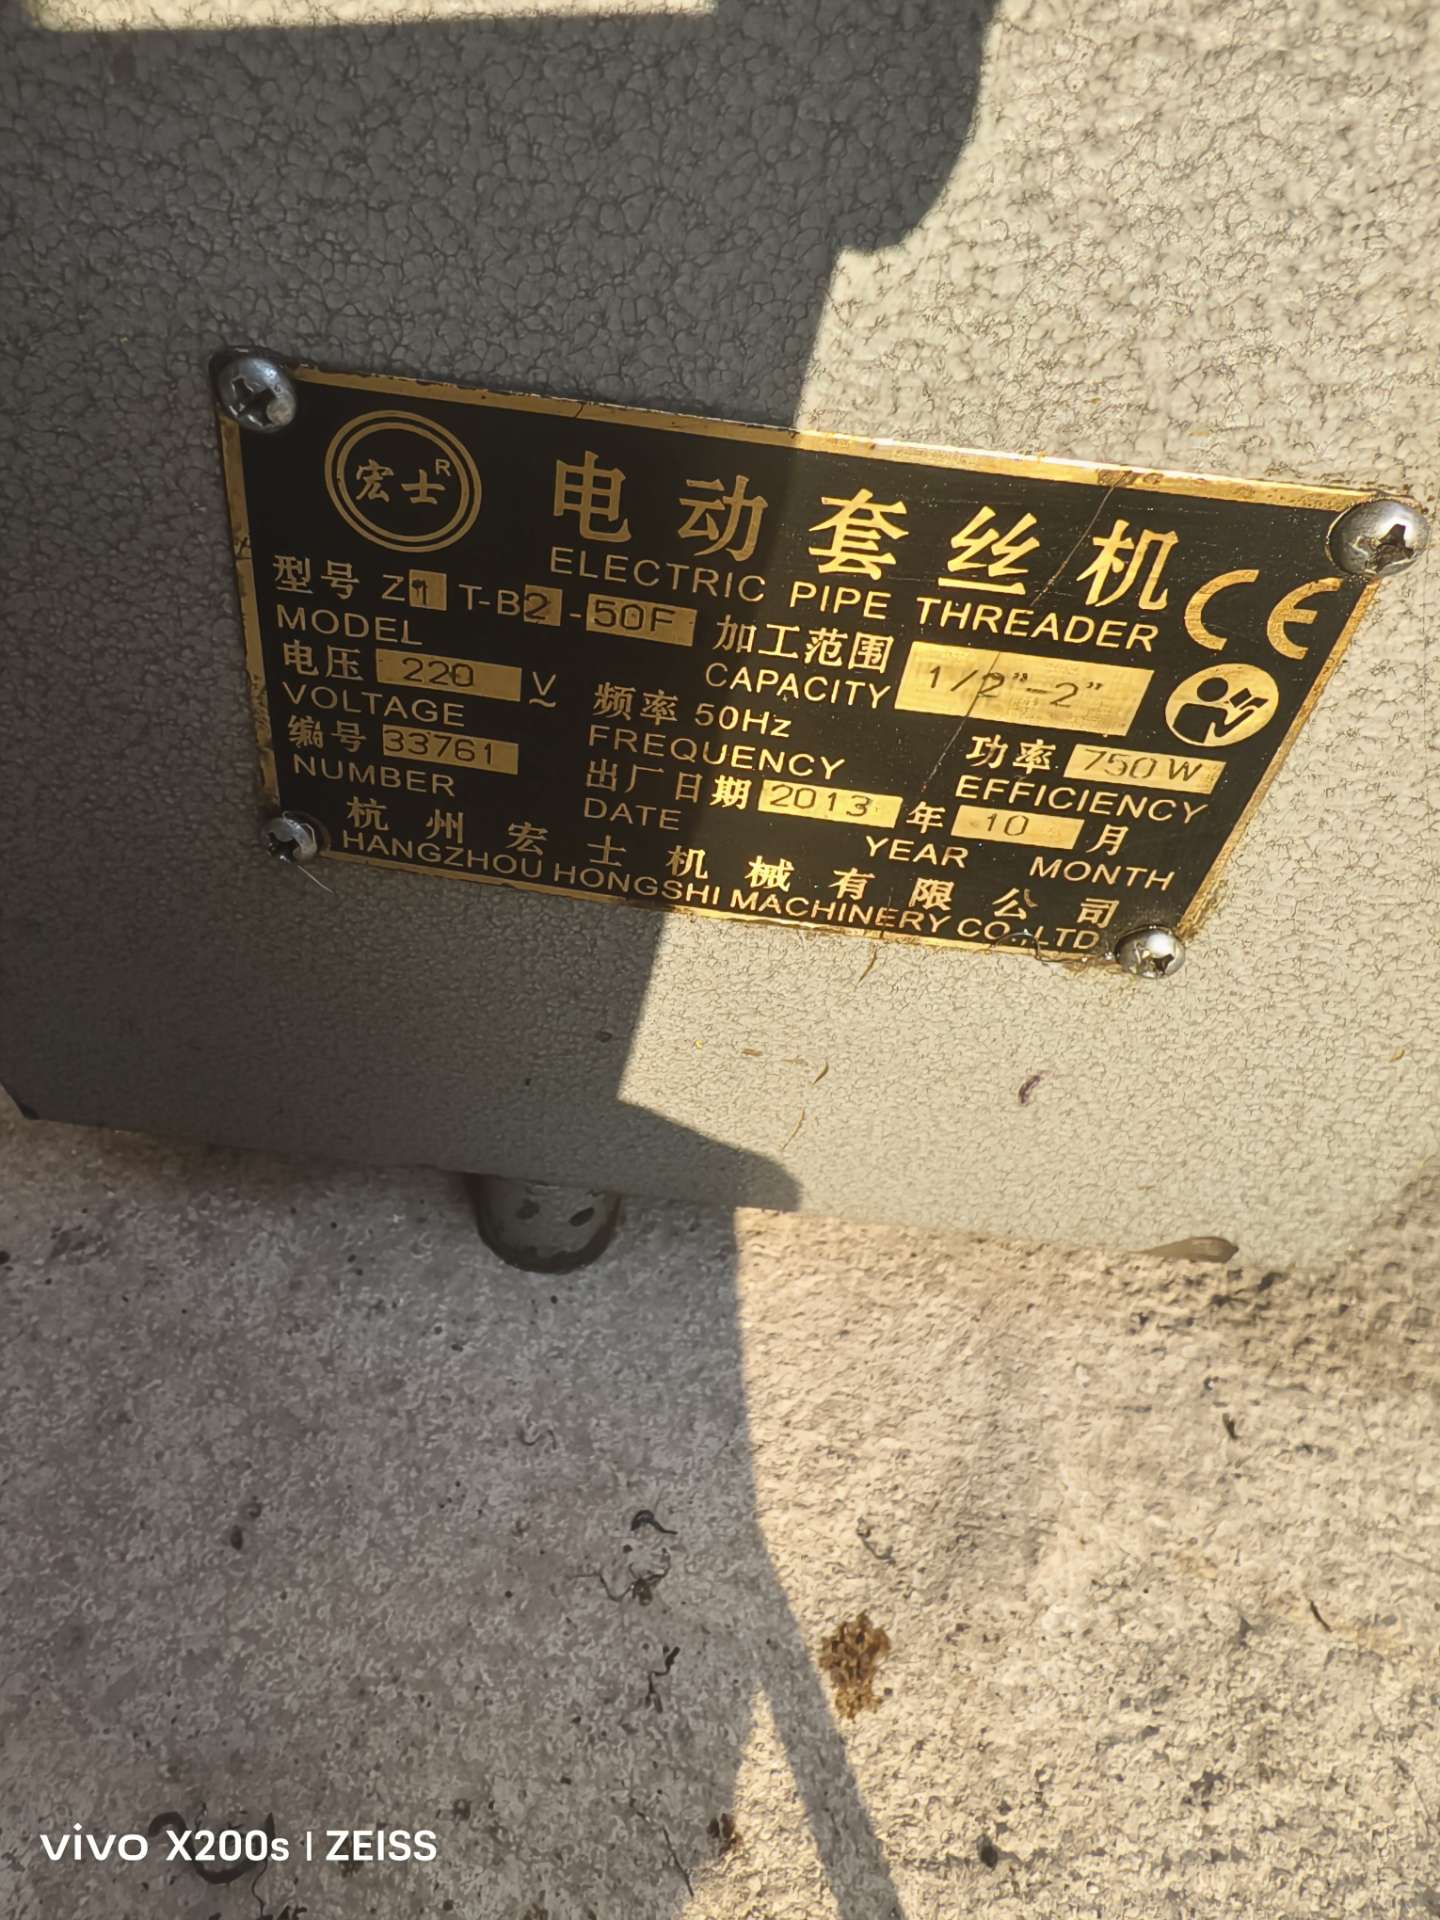 宏士 R
电动套丝机
ELECTRIC PIPE THREADER
CE
型号 Z1T-B2-50F 加工范围 1/2"-2"
MODEL CAPACITY
电压 220 V~ 频率 50Hz 功率 750W
VOLTAGE FREQUENCY EFFICIENCY
编号 33761 出厂日期 2013 年 10 月
NUMBER DATE YEAR MONTH
杭州宏士机械有限公司
HANGZHOU HONGSHI MACHINERY CO.,LTD
vivo X200s | ZEISS